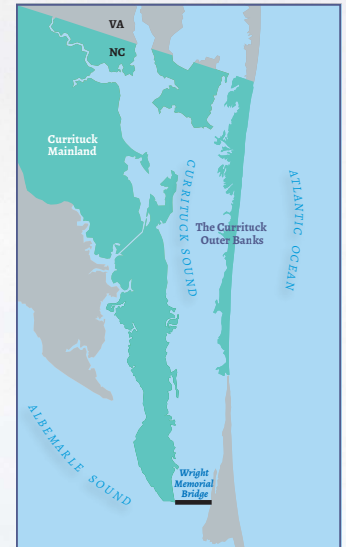 VA
NC
Currituck
Mainland
CURRITUCK SOUND
ATLANTIC OCEAN
The Currituck
Outer Banks
ALBEMARLE SOUND
Wright
Memorial
Bridge